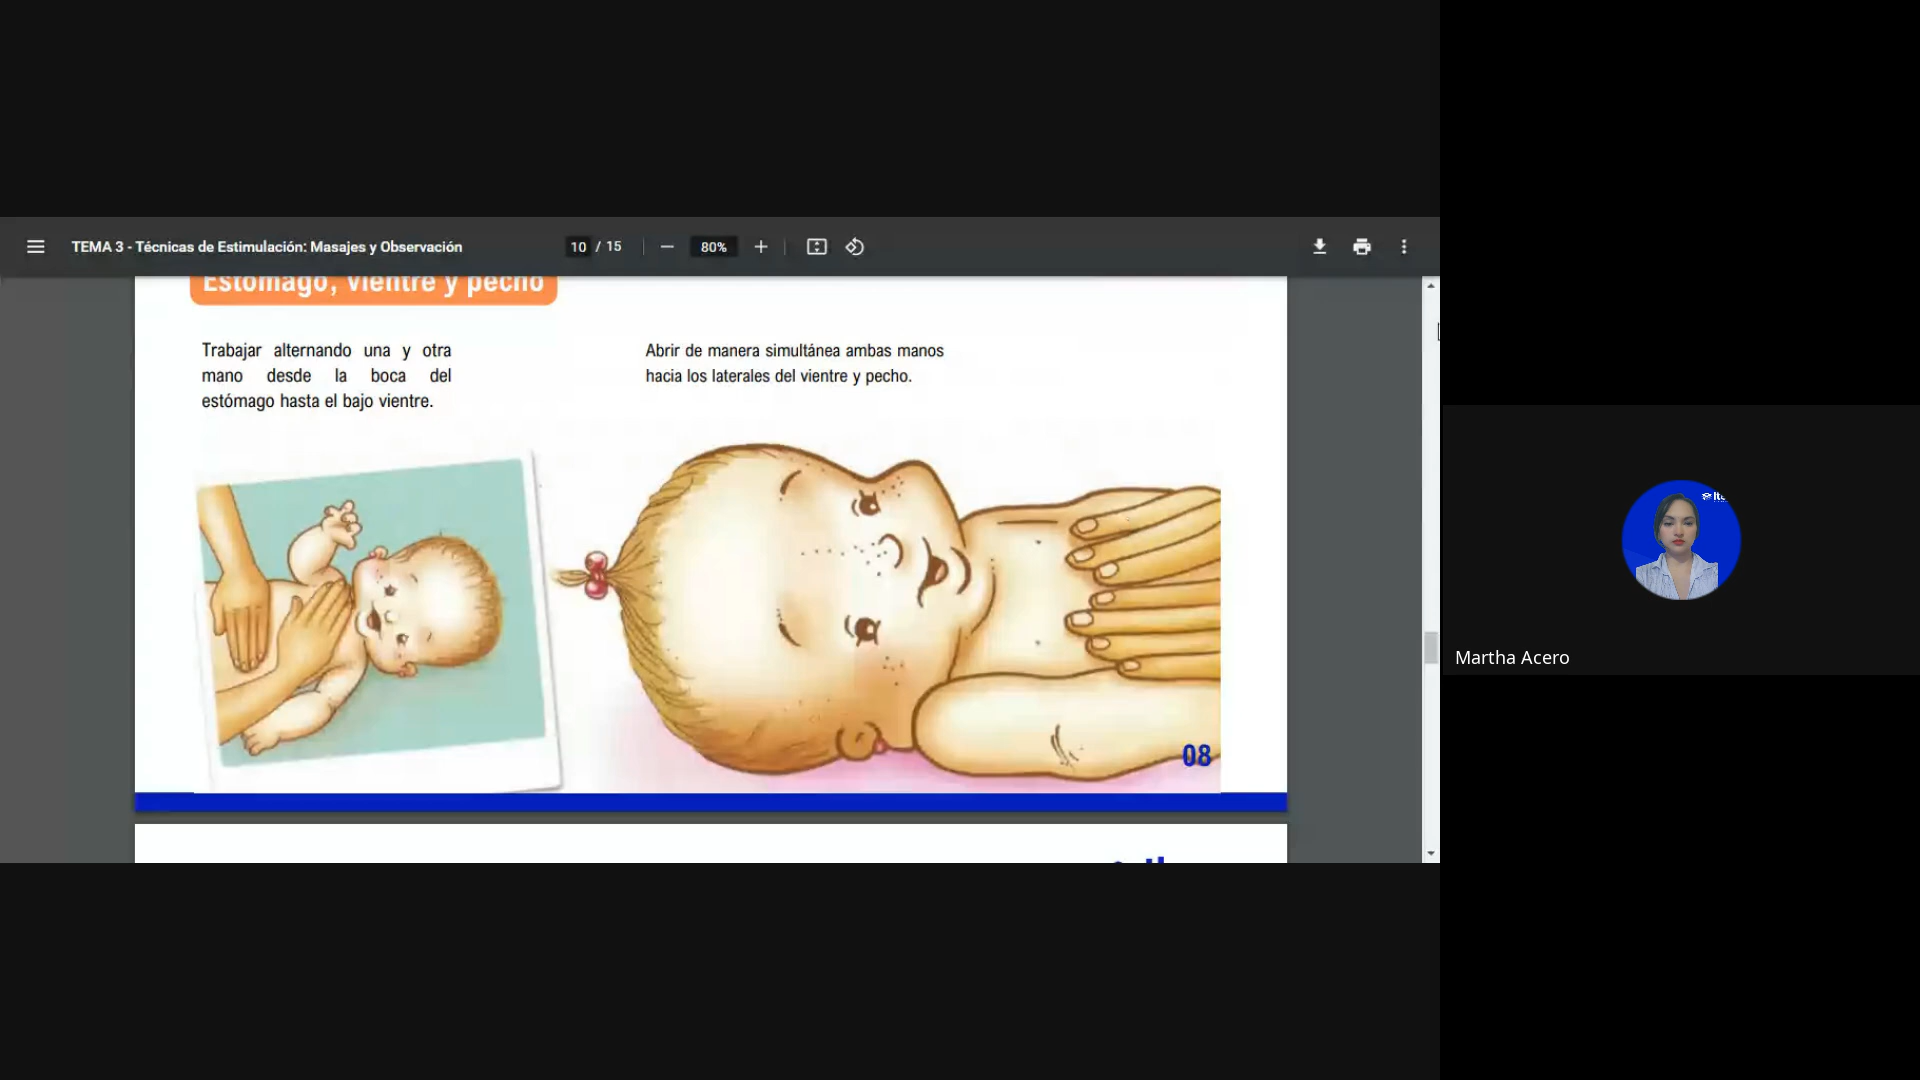 TEMA 3 - Técnicas de Estimulación: Masajes y Observación
10 / 15
80%
Estómago, vientre y pecho
Trabajar alternando una y otra
mano desde la boca del
estómago hasta el bajo vientre.
Abrir de manera simultánea ambas manos
hacia los laterales del vientre y pecho.
08
Martha Acero